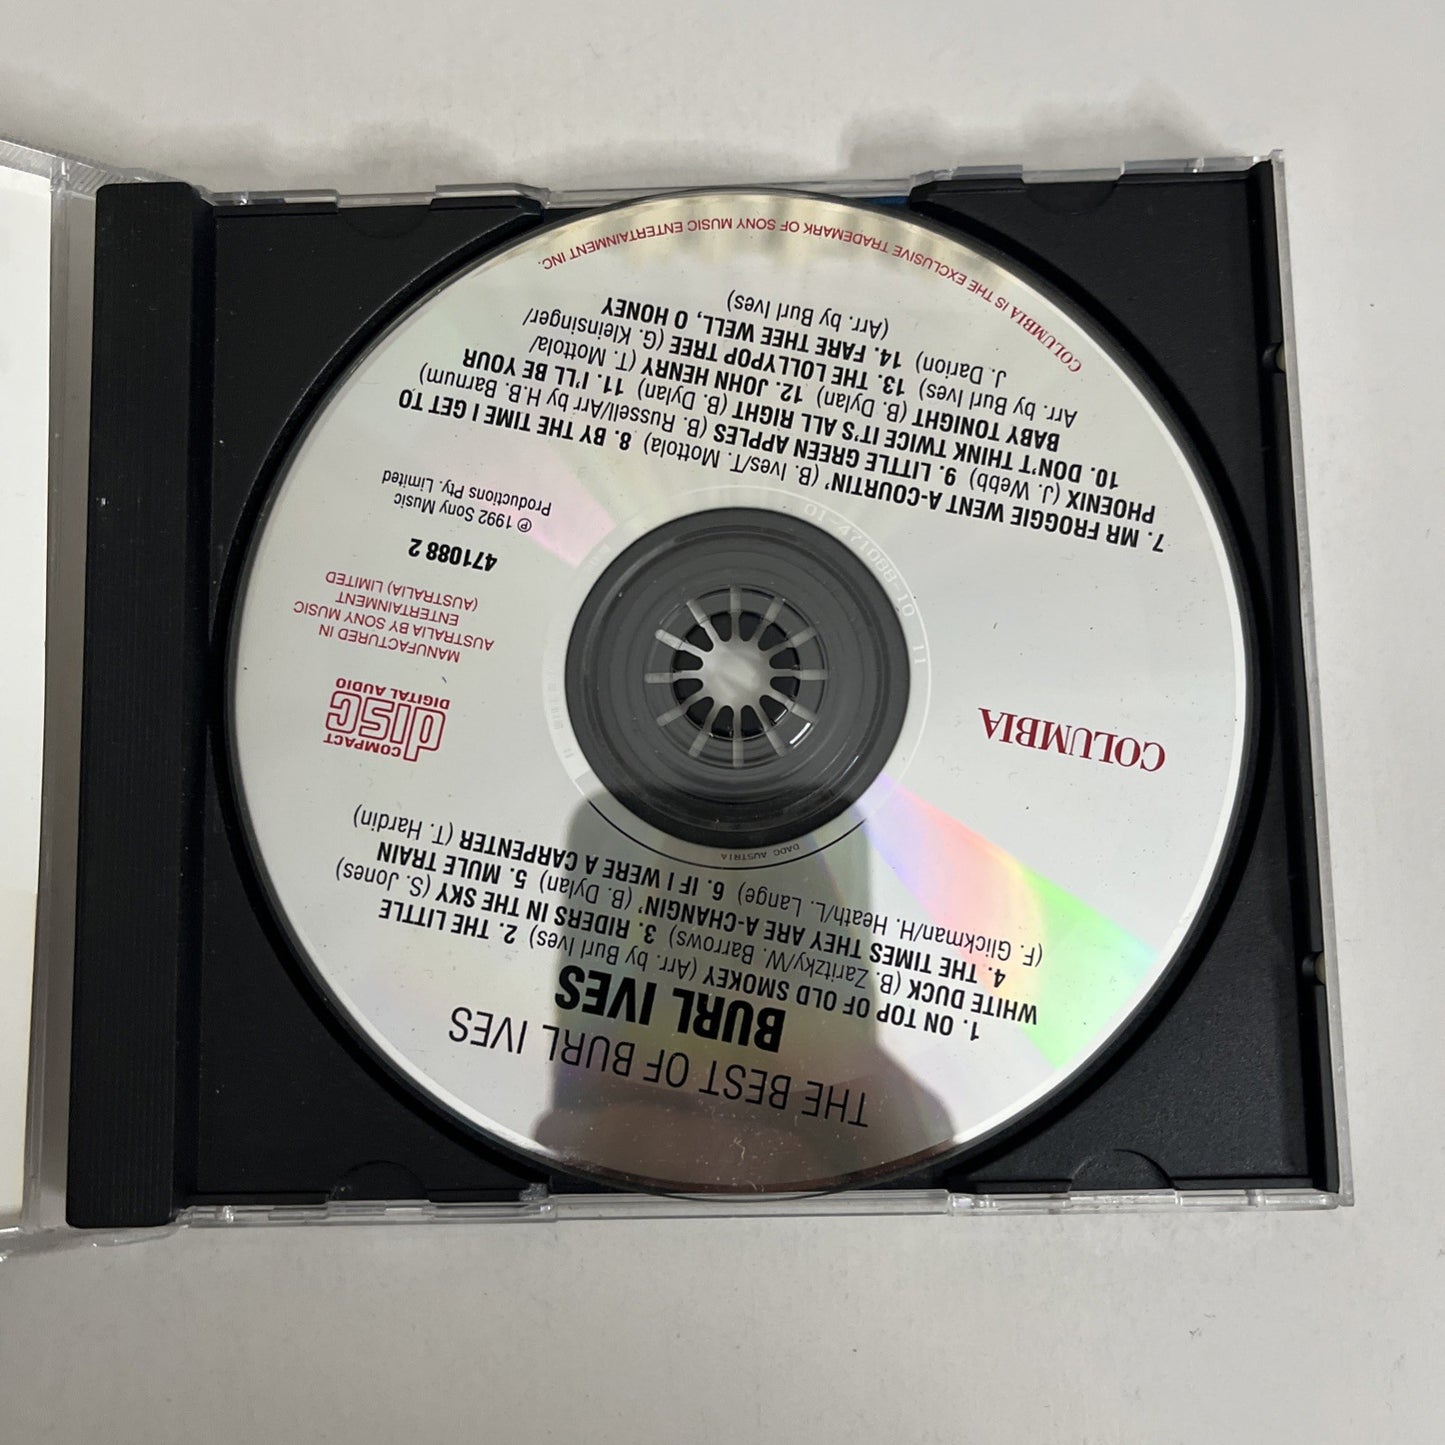 THE BEST OF BURL IVES
BURL IVES
1. ON TOP OF OLD SMOKEY (Arr. by Burl Ives) 2. THE LITTLE
WHITE DUCK (B. Zaritzky/W. Barrows) 3. RIDERS IN THE SKY (S. Jones)
4. THE TIMES THEY ARE A-CHANGIN' (B. Dylan) 5. MULE TRAIN
(F. Glickman/H. Heath/L. Lange) 6. IF I WERE A CARPENTER (T. Hardin)
DADC AUSTRIA
COLUMBIA
COMPACT
disc
DIGITAL AUDIO
MANUFACTURED IN
AUSTRALIA BY SONY MUSIC
ENTERTAINMENT
(AUSTRALIA) LIMITED
471088 2
℗ 1992 Sony Music
Productions Pty. Limited
01-471088-10 11
7. MR FROGGIE WENT A-COURTIN' (B. Ives/T. Mottola) 8. BY THE TIME I GET TO
PHOENIX (J. Webb) 9. LITTLE GREEN APPLES (B. Russell/Arr by H.B. Barnum)
10. DON'T THINK TWICE IT'S ALL RIGHT (B. Dylan) 11. I'LL BE YOUR
BABY TONIGHT (B. Dylan) 12. JOHN HENRY (T. Mottola/
Arr. by Burl Ives) 13. THE LOLLYPOP TREE (G. Kleinsinger/
J. Darion) 14. FARE THEE WELL, O HONEY
(Arr. by Burl Ives)
COLUMBIA IS THE EXCLUSIVE TRADEMARK OF SONY MUSIC ENTERTAINMENT INC.